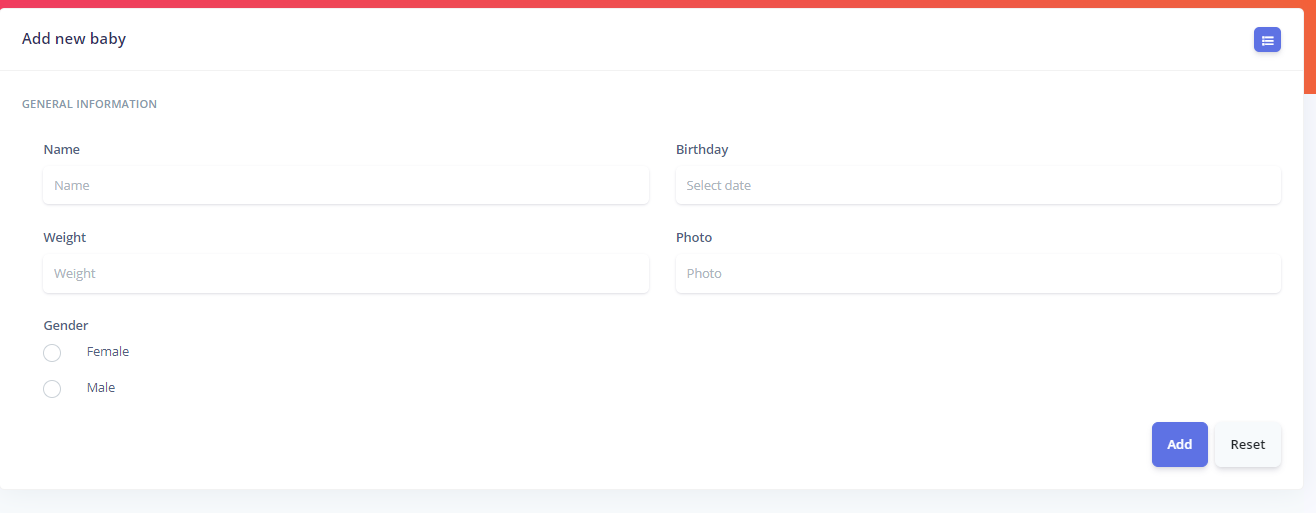 Add new baby
GENERAL INFORMATION
Name Birthday
Name Select date
Weight Photo
Weight Photo
Gender
Female
Male
Add Reset